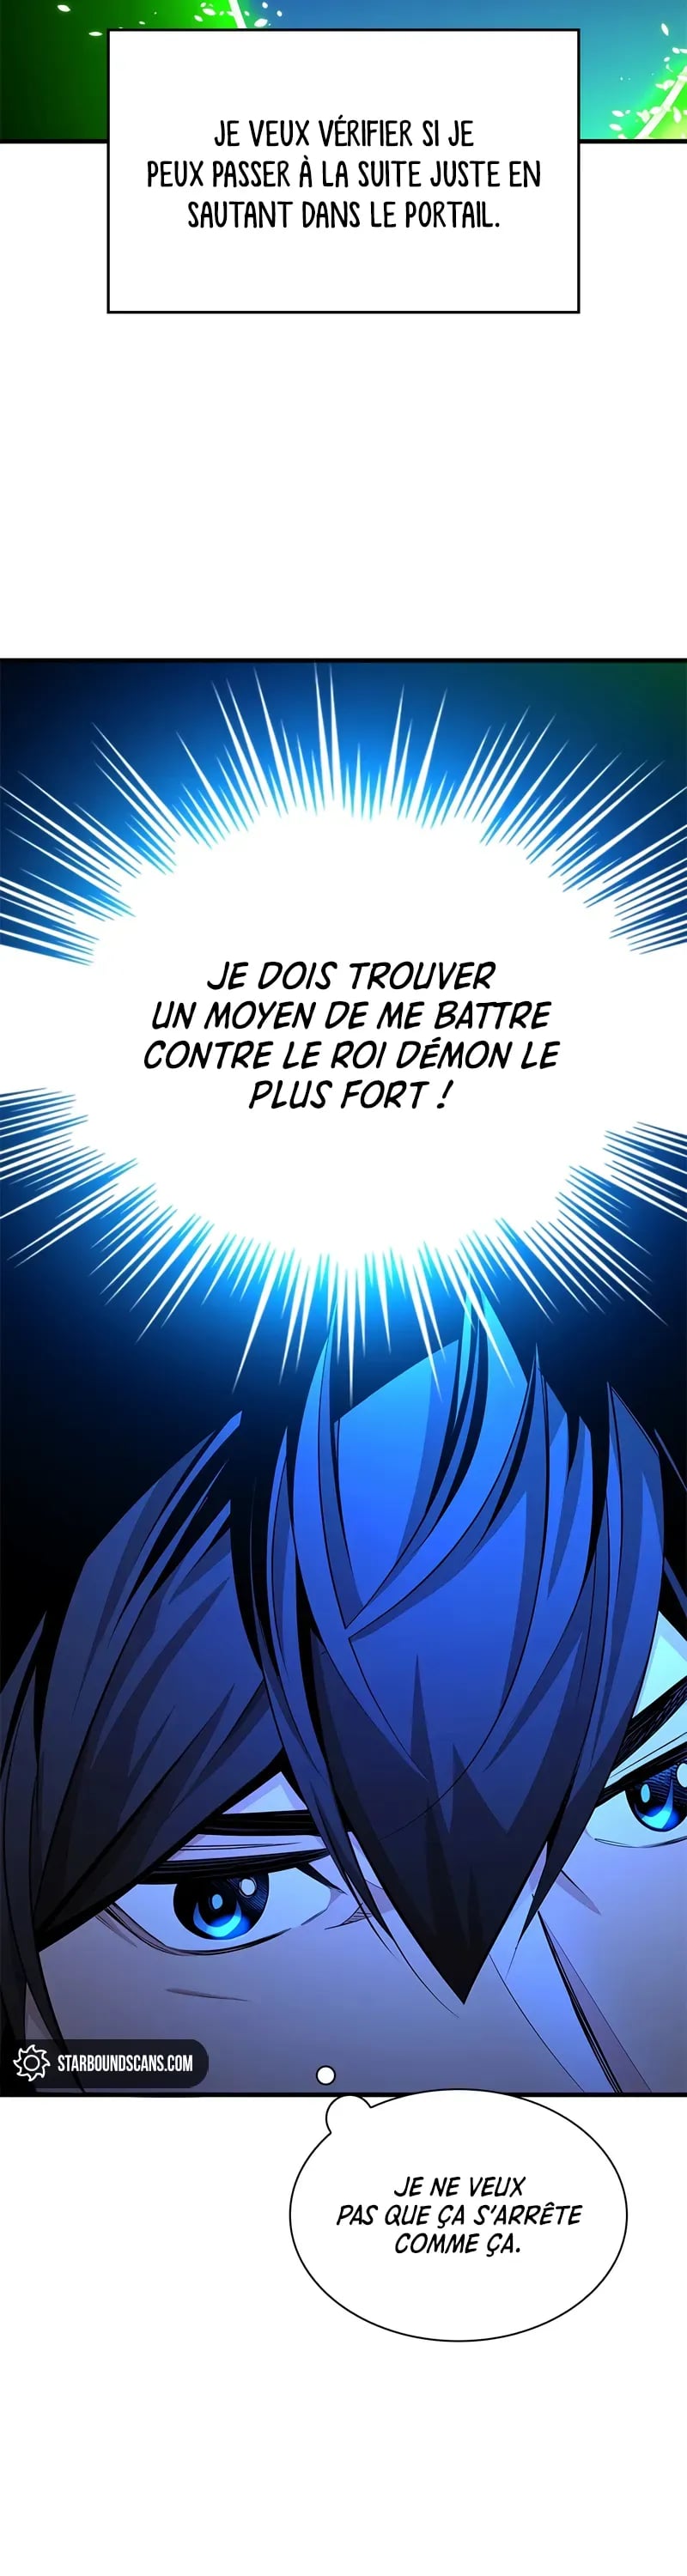 JE VEUX VÉRIFIER SI JE
PEUX PASSER À LA SUITE JUSTE EN
SAUTANT DANS LE PORTAIL.
JE DOIS TROUVER
UN MOYEN DE ME BATTRE
CONTRE LE ROI DÉMON LE
PLUS FORT !
STARBOUNDSCANS.COM
JE NE VEUX
PAS QUE ÇA S'ARRÊTE
COMME ÇA.